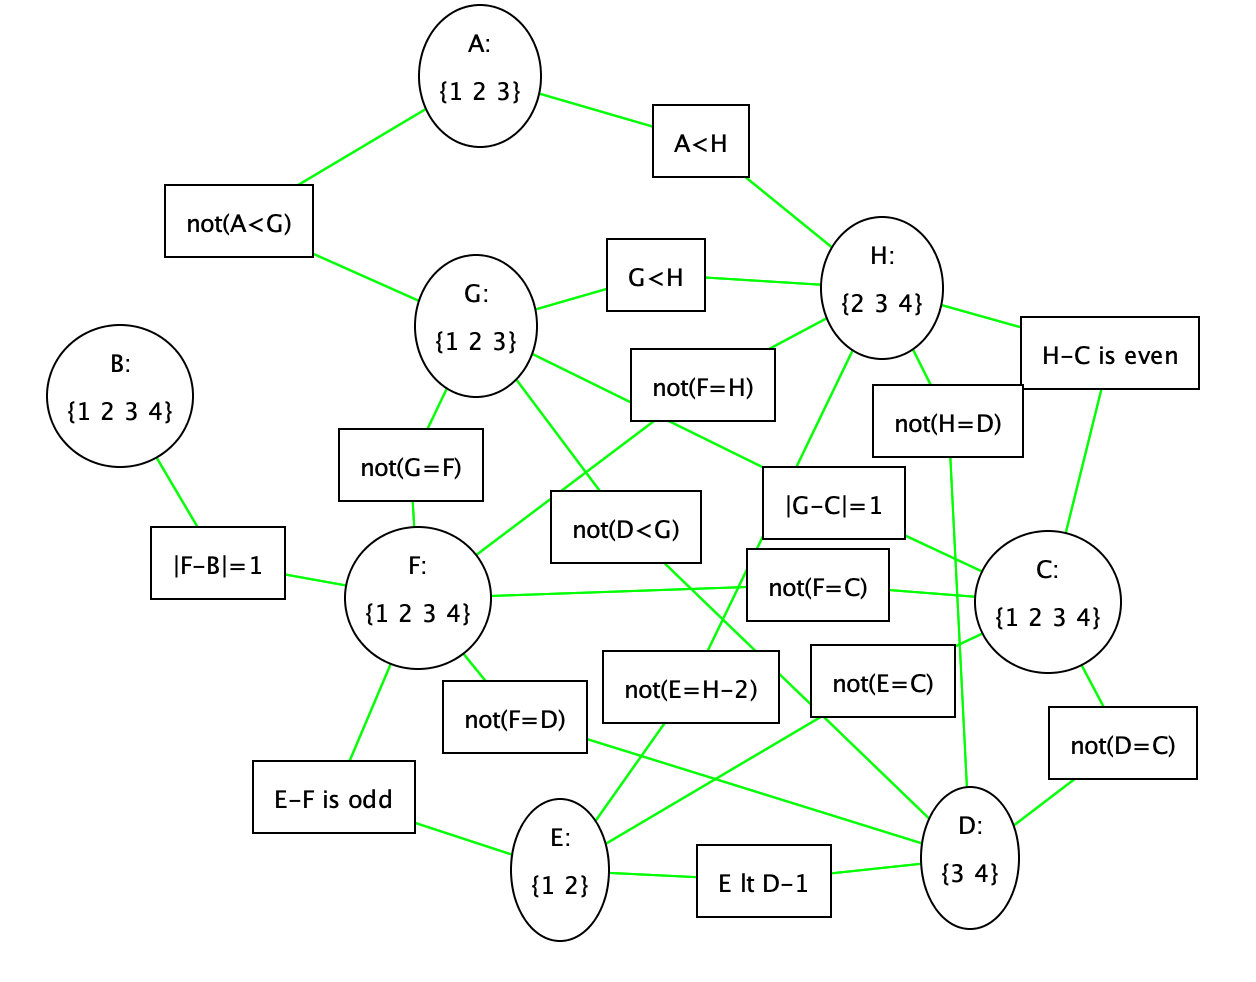 A:
{1 2 3}
A<H
not(A<G)
H:
{2 3 4}
G<H
G:
{1 2 3}
H-C is even
B:
{1 2 3 4}
not(F=H)
not(H=D)
not(G=F)
|G-C|=1
not(D<G)
|F-B|=1
F:
{1 2 3 4}
not(F=C)
C:
{1 2 3 4}
not(E=H-2)
not(E=C)
not(F=D)
not(D=C)
E-F is odd
E:
{1 2}
E lt D-1
D:
{3 4}